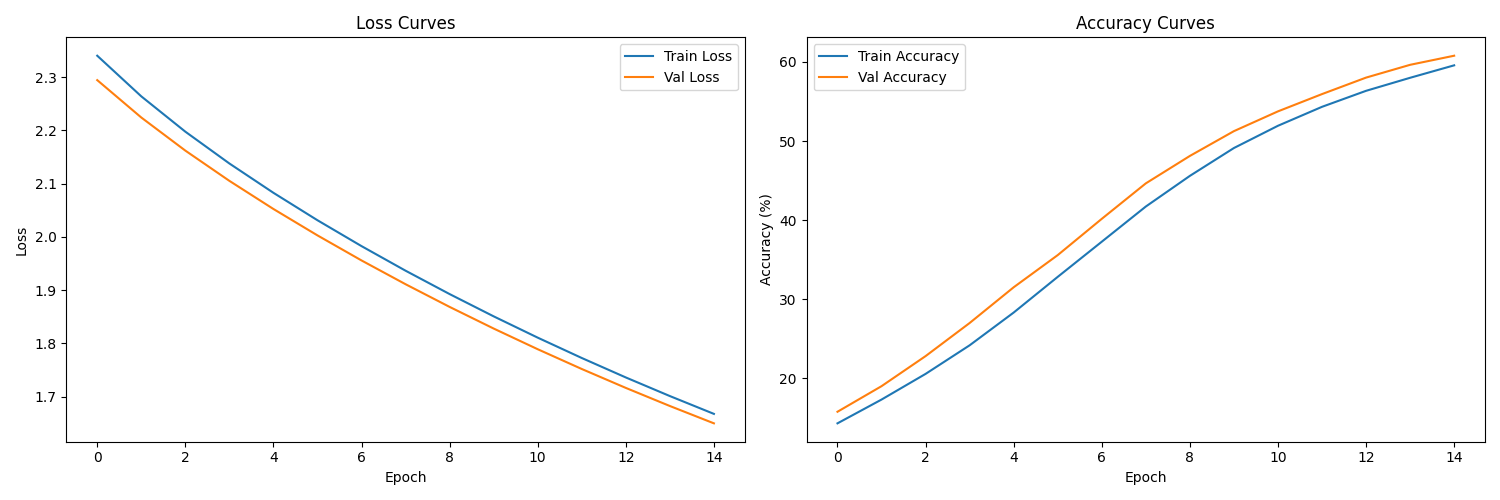 Loss Curves
Train Loss
Val Loss
2.3
2.2
2.1
2.0
1.9
1.8
1.7
Loss
0 2 4 6 8 10 12 14
Epoch
Accuracy Curves
Train Accuracy
Val Accuracy
60
50
40
30
20
Accuracy (%)
0 2 4 6 8 10 12 14
Epoch